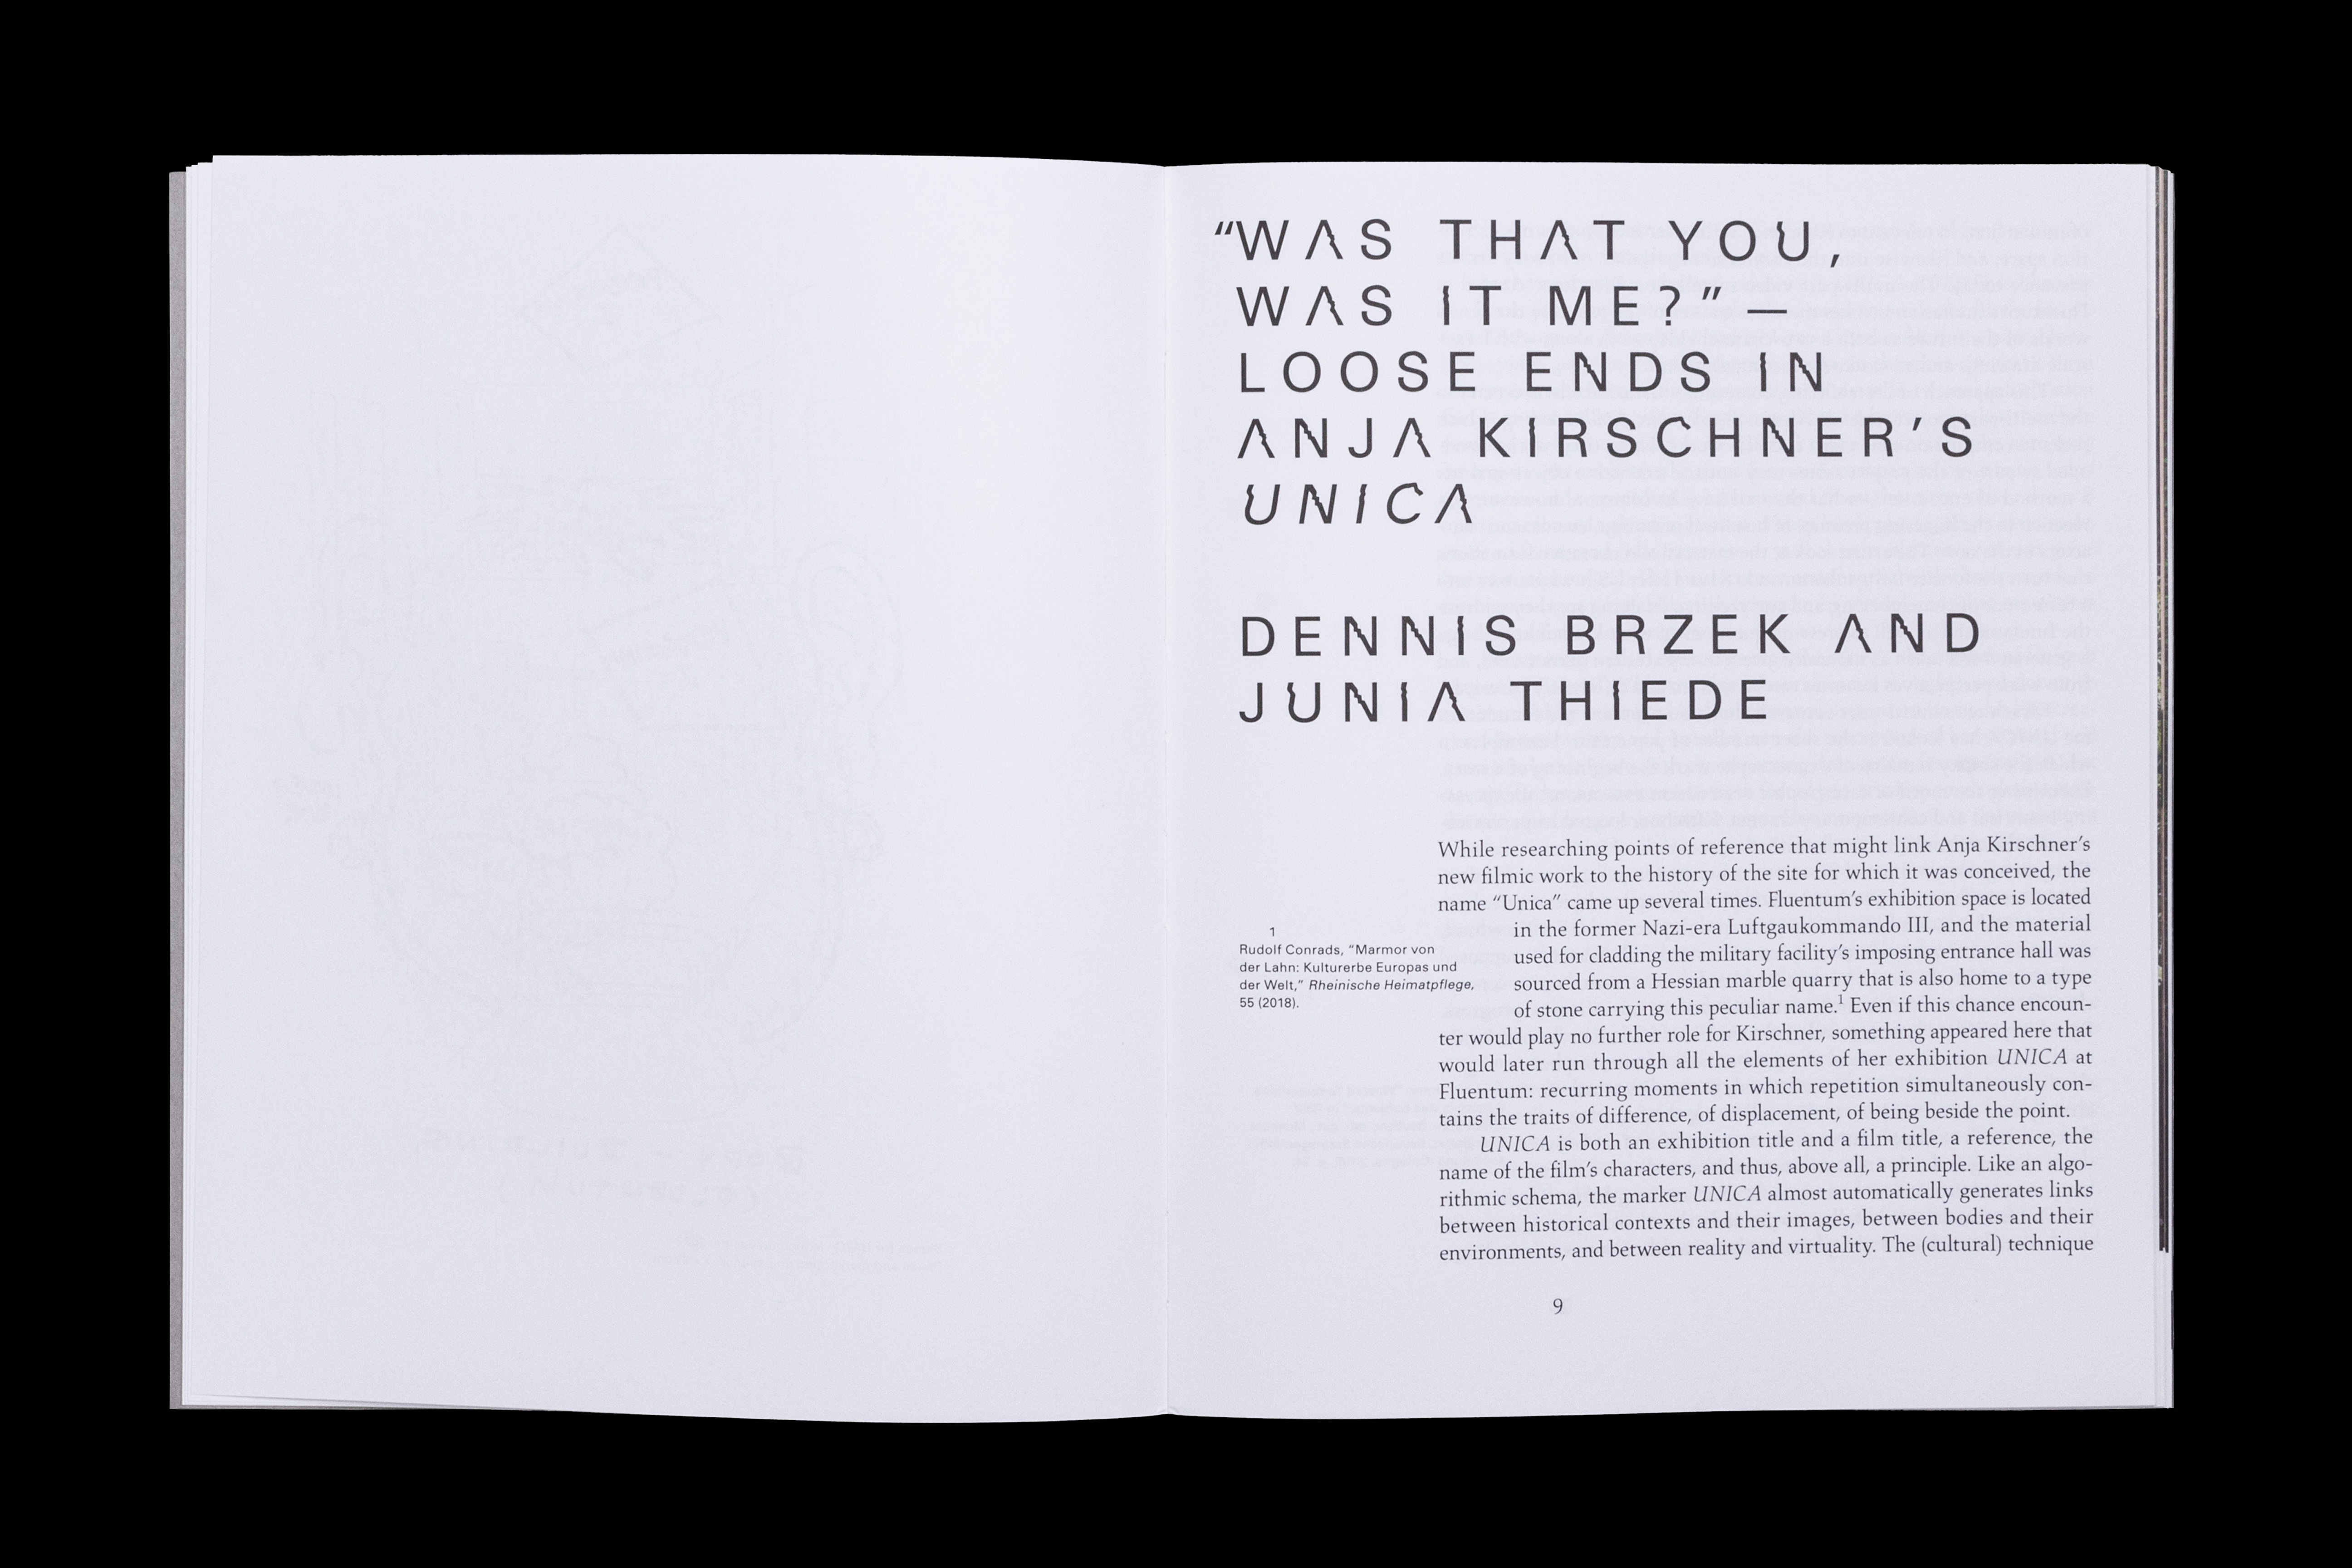 “WAS THAT YOU,
WAS IT ME?” —
LOOSE ENDS IN
ANJA KIRSCHNER’S
UNICA
DENNIS BRZEK AND
JUNIA THIEDE
While researching points of reference that might link Anja Kirschner’s
new filmic work to the history of the site for which it was conceived, the
name “Unica” came up several times. Fluentum’s exhibition space is located
in the former Nazi-era Luftgaukommando III, and the material
used for cladding the military facility’s imposing entrance hall was
sourced from a Hessian marble quarry that is also home to a type
of stone carrying this peculiar name.1 Even if this chance encoun-
ter would play no further role for Kirschner, something appeared here that
would later run through all the elements of her exhibition UNICA at
Fluentum: recurring moments in which repetition simultaneously con-
tains the traits of difference, of displacement, of being beside the point.
UNICA is both an exhibition title and a film title, a reference, the
name of the film’s characters, and thus, above all, a principle. Like an algo-
rithmic schema, the marker UNICA almost automatically generates links
between historical contexts and their images, between bodies and their
environments, and between reality and virtuality. The (cultural) technique
1
Rudolf Conrads, “Marmor von
der Lahn: Kulturerbe Europas und
der Welt,” Rheinische Heimatpflege,
55 (2018).
9